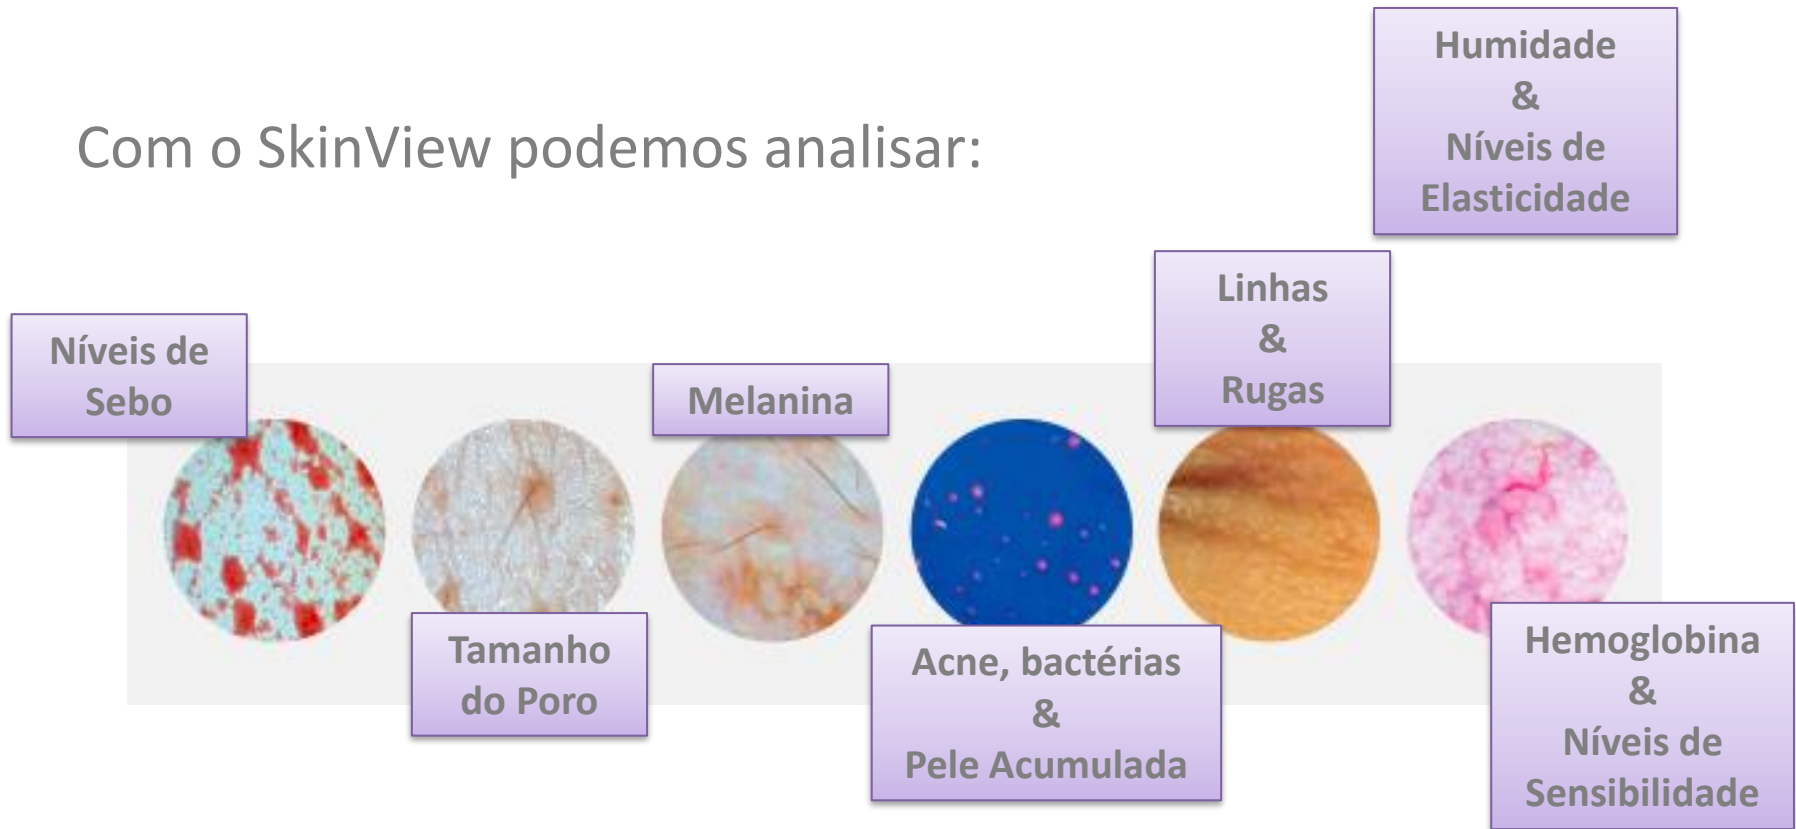 Com o SkinView podemos analisar:
Humidade
&
Níveis de
Elasticidade
Níveis de
Sebo
Tamanho
do Poro
Melanina
Acne, bactérias
&
Pele Acumulada
Linhas
&
Rugas
Hemoglobina
&
Níveis de
Sensibilidade